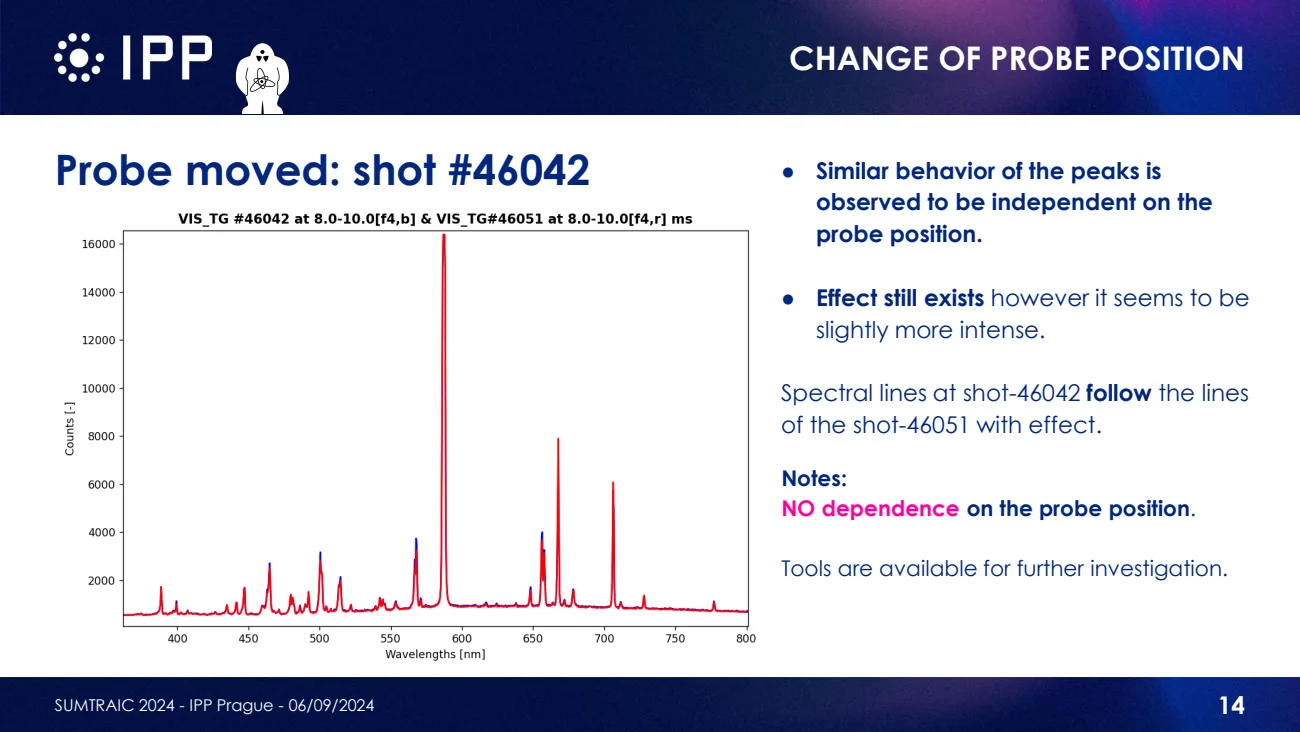 IPP
CHANGE OF PROBE POSITION
Probe moved: shot #46042
VIS_TG #46042 at 8.0-10.0[f4,b] & VIS_TG#46051 at 8.0-10.0[f4,r] ms
16000
14000
12000
10000
8000
6000
4000
2000
Counts [-]
400 450 500 550 600 650 700 750 800
Wavelengths [nm]
● Similar behavior of the peaks is
observed to be independent on the
probe position.
● Effect still exists however it seems to be
slightly more intense.
Spectral lines at shot-46042 follow the lines
of the shot-46051 with effect.
Notes:
NO dependence on the probe position.
Tools are available for further investigation.
SUMTRAIC 2024 - IPP Prague - 06/09/2024
14